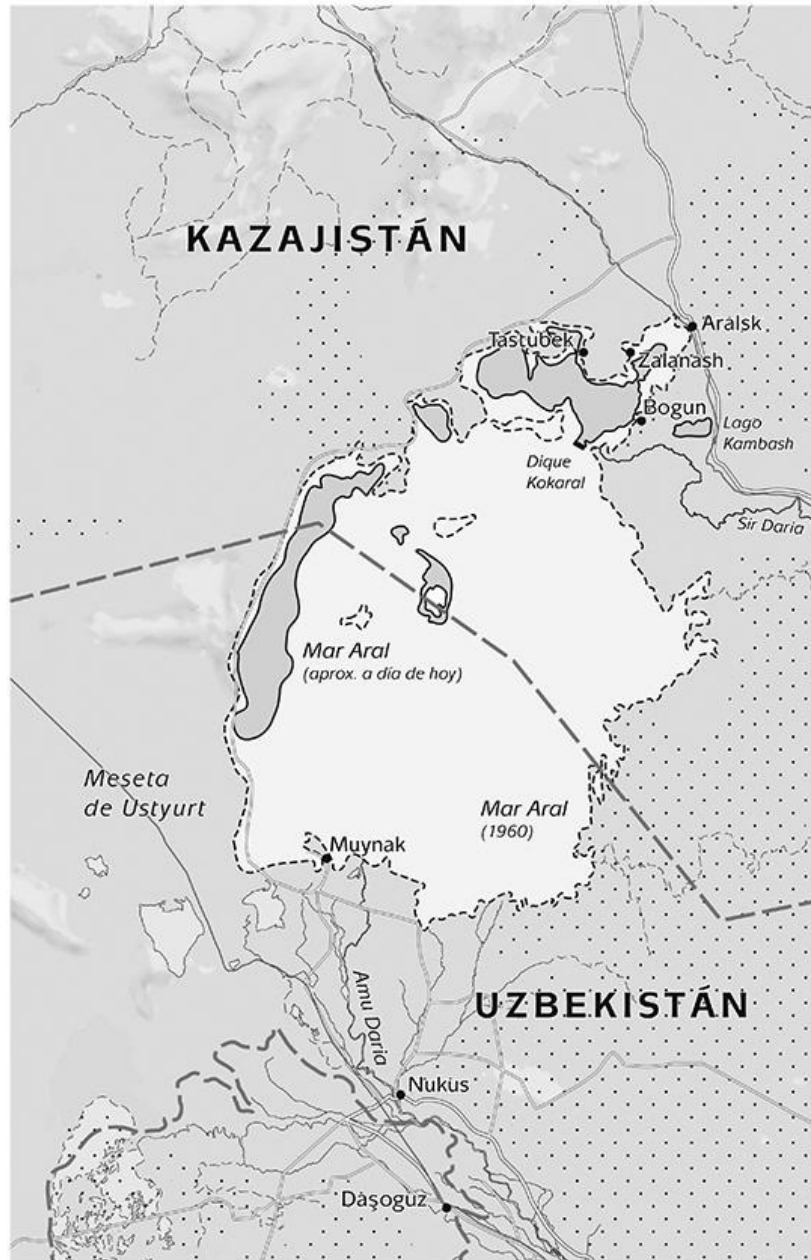 KAZAJISTÁN
Aralsk
Tastubek
Zalanash
Bogun
Lago
Kambash
Dique
Kokaral
Sir Daria
Mar Aral
(aprox. a día de hoy)
Meseta
de Ustyurt
Mar Aral
(1960)
Muynak
Amu Daria
UZBEKISTÁN
Nukus
Daşoguz